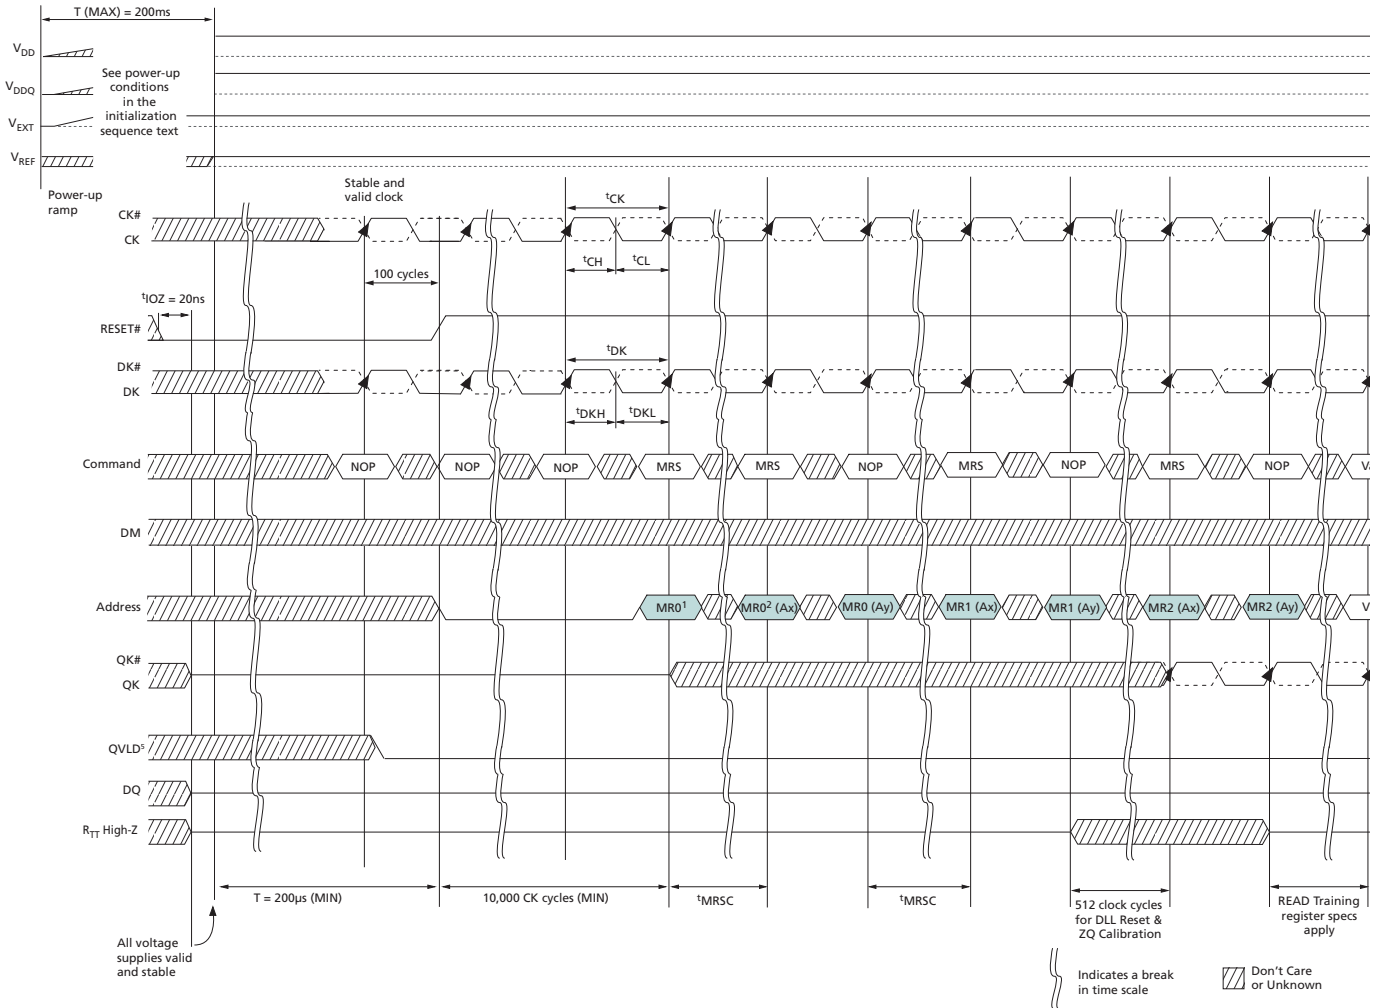 T (MAX) = 200ms
VDD
VDDQ
VEXT
VREF
See power-up
conditions
in the
initialization
sequence text
Power-up
ramp
Stable and
valid clock
tCK
CK#
CK
tCH
tCL
100 cycles
tIOZ = 20ns
RESET#
tDK
DK#
DK
tDKH
tDKL
Command
NOP
NOP
NOP
MRS
MRS
NOP
MRS
NOP
MRS
NOP
DM
Address
MR0¹
MR0² (Ax)
MR0 (Ay)
MR1 (Ax)
MR1 (Ay)
MR2 (Ax)
MR2 (Ay)
V
QK#
QK
QVLD⁵
DQ
RTT High-Z
T = 200μs (MIN)
10,000 CK cycles (MIN)
tMRSC
tMRSC
512 clock cycles
for DLL Reset &
ZQ Calibration
READ Training
register specs
apply
All voltage
supplies valid
and stable
Indicates a break
in time scale
Don't Care
or Unknown